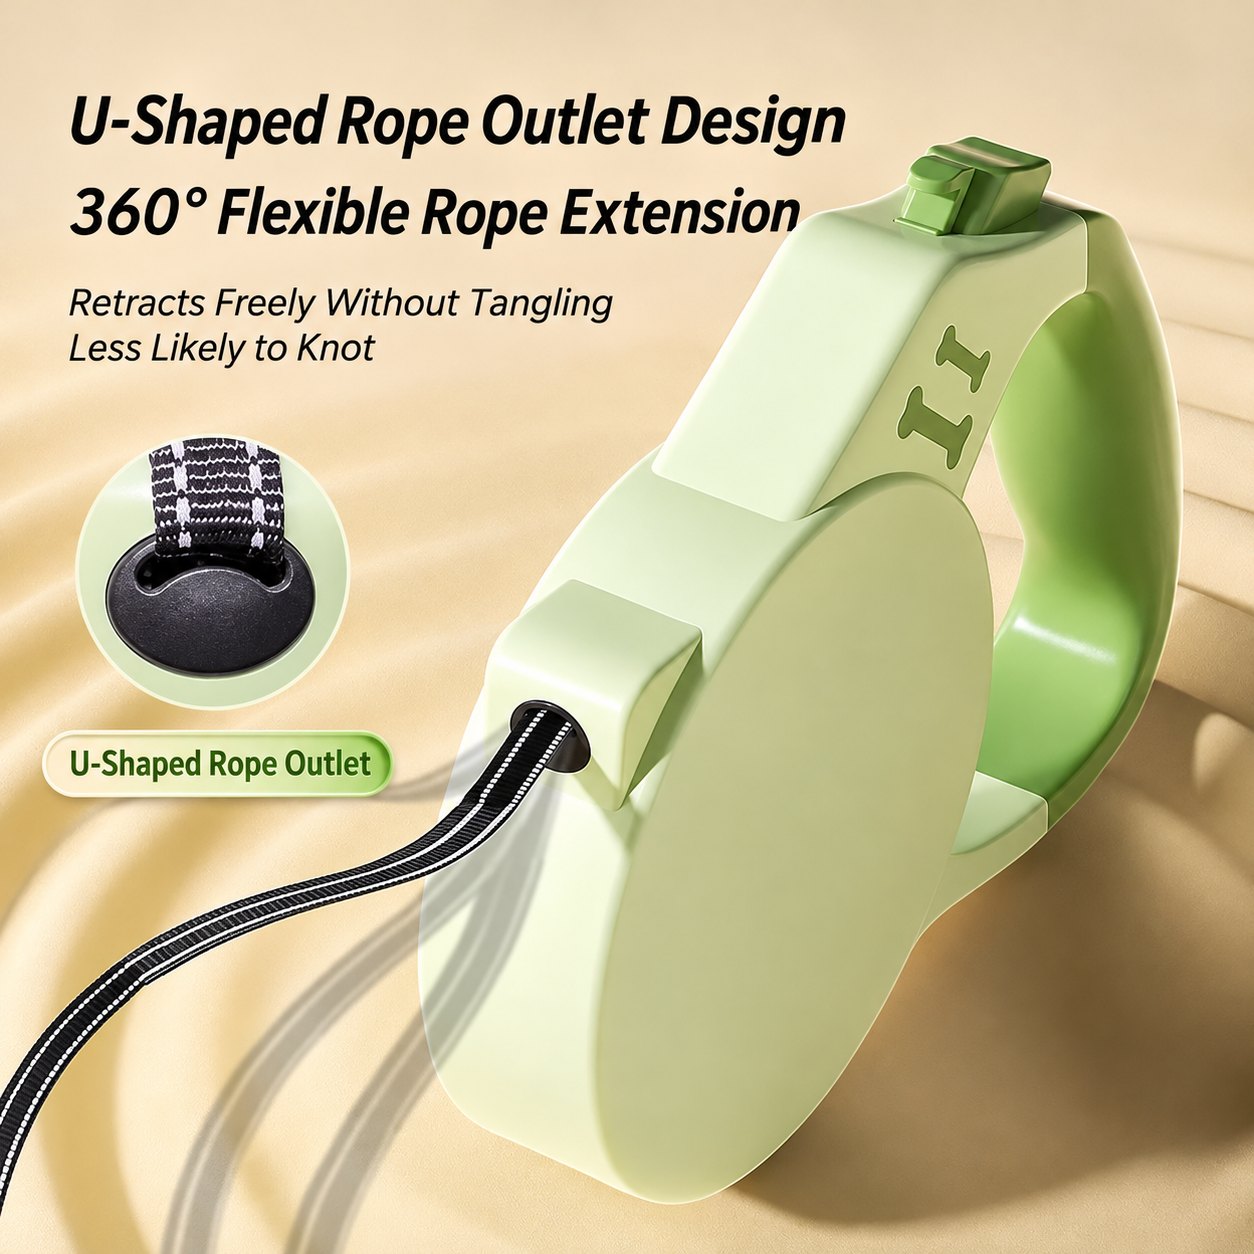 U-Shaped Rope Outlet Design
360° Flexible Rope Extension
Retracts Freely Without Tangling
Less Likely to Knot
U-Shaped Rope Outlet